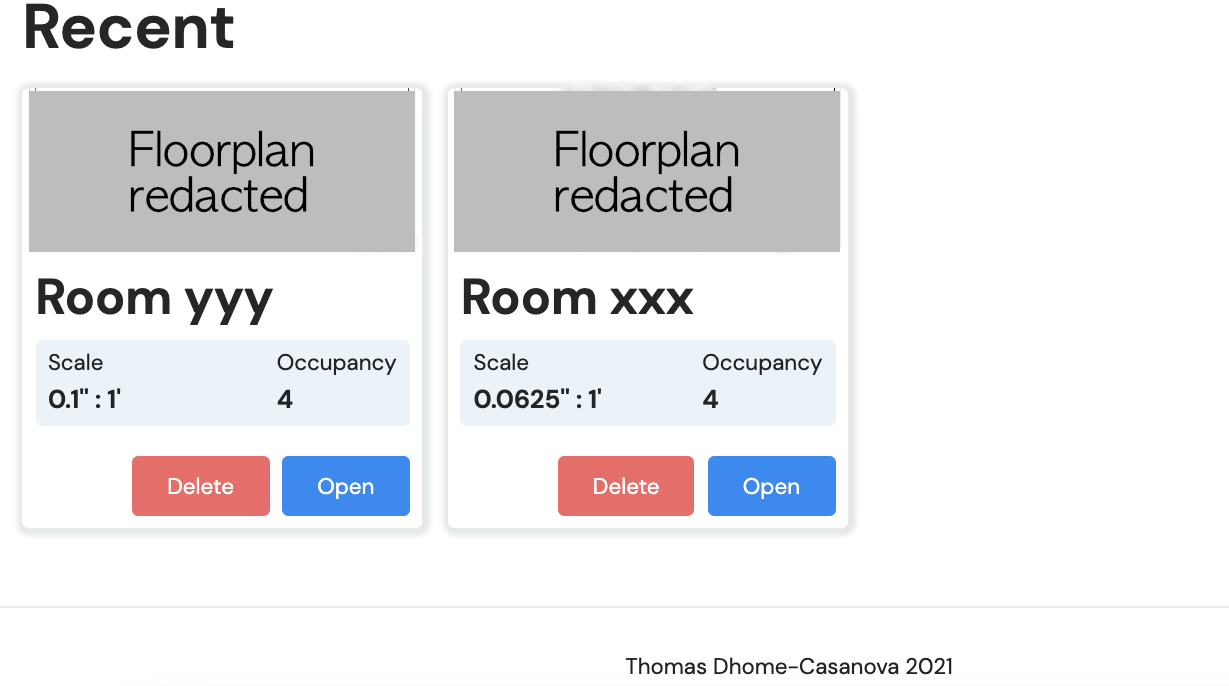 Recent
Floorplan
redacted
Room yyy
Scale
Occupancy
0.1" : 1'
4
Delete
Open
Floorplan
redacted
Room xxx
Scale
Occupancy
0.0625" : 1'
4
Delete
Open
Thomas Dhome-Casanova 2021